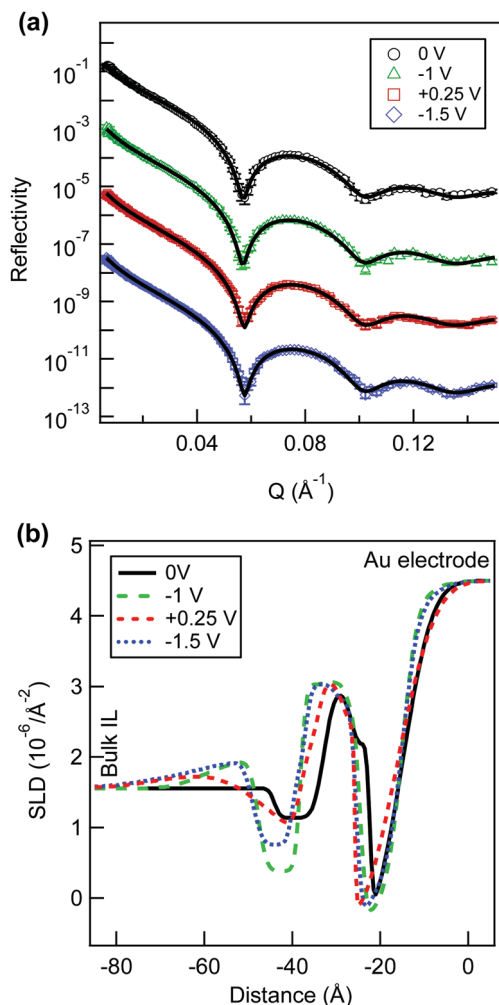 (a)
0 V
-1 V
+0.25 V
-1.5 V
10⁻¹
10⁻³
10⁻⁵
10⁻⁷
10⁻⁹
10⁻¹¹
10⁻¹³
Reflectivity
0.04
0.08
0.12
Q (Å⁻¹)
(b)
Au electrode
0V
-1 V
+0.25 V
-1.5 V
Bulk IL
5
3
2
1
0
SLD (10⁻⁶/Å⁻²)
-80
-60
-40
-20
0
Distance (Å)